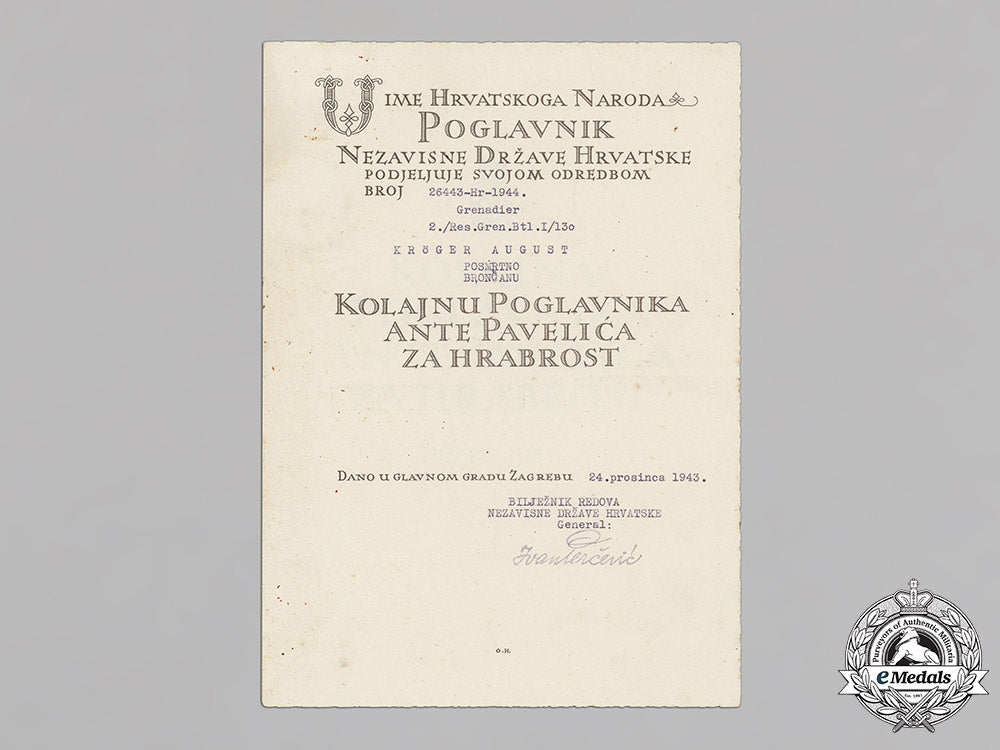 U IME HRVATSKOGA NARODA
POGLAVNIK
NEZAVISNE DRŽAVE HRVATSKE
PODJELJUJE SVOJOM ODREDBOM
BROJ 26443-Hr-1944.
Grenadier
2./Res.Gren.Btl.I/13o
KRöGER AUGUST
POSMRTNO
BRONČANU
KOLAJNU POGLAVNIKA
ANTE PAVELIĆA
ZA HRABROST
DANO U GLAVNOM GRADU ZAGREBU 24.prosinca 1943.
BILJEŽNIK REDOVA
NEZAVISNE DRŽAVE HRVATSKE
General:
Ivan Perčević
O.H.
Purveyors of Authentic Militaria
eMedals